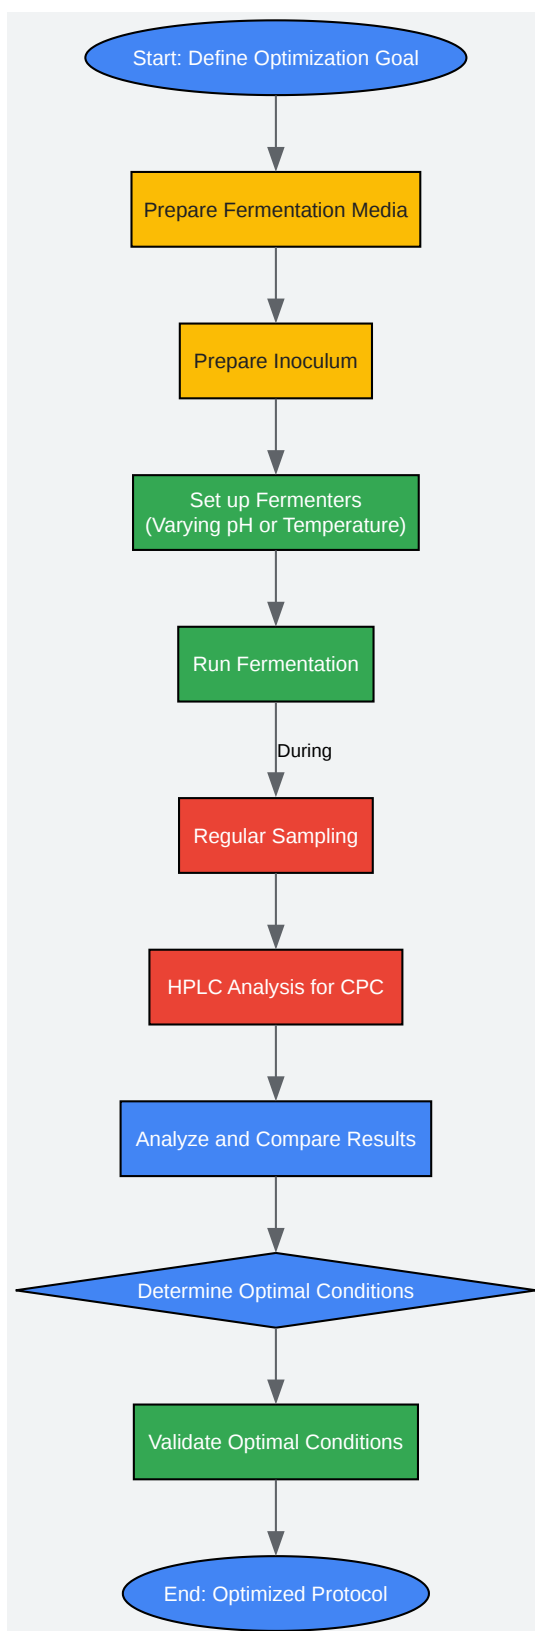 Start: Define Optimization Goal
Prepare Fermentation Media
Prepare Inoculum
Set up Fermenters
(Varying pH or Temperature)
Run Fermentation
During
Regular Sampling
HPLC Analysis for CPC
Analyze and Compare Results
Determine Optimal Conditions
Validate Optimal Conditions
End: Optimized Protocol